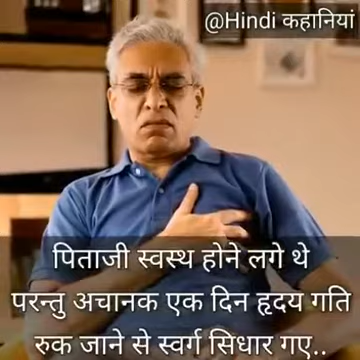 @Hindi कहानियां
पिताजी स्वस्थ होने लगे थे
परन्तु अचानक एक दिन हृदय गति
रुक जाने से स्वर्ग सिधार गए..